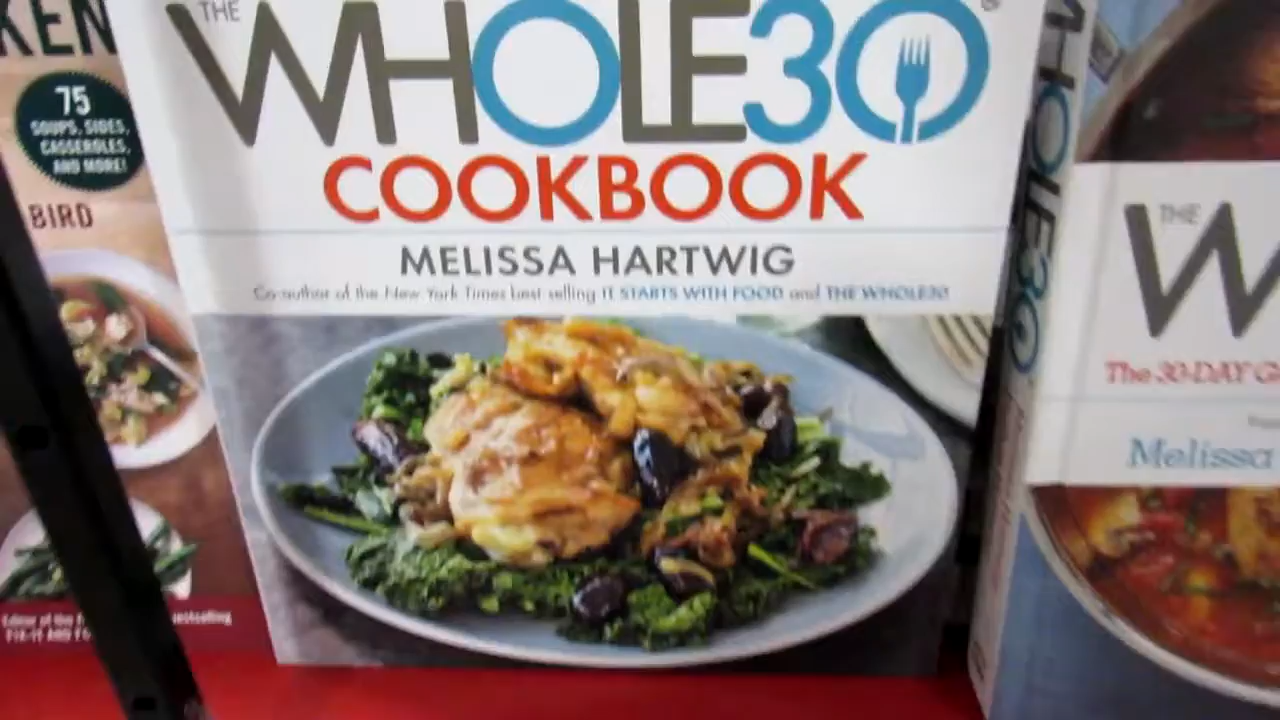 THE
WHOLE30®
COOKBOOK
MELISSA HARTWIG
Co-author of the New York Times best selling IT STARTS WITH FOOD and THE WHOLE30
KEN
75
SOUPS, SIDES,
CASSEROLES,
AND MORE!
BIRD
WHOLE30
THE
W
The 30-DAY G
Melissa